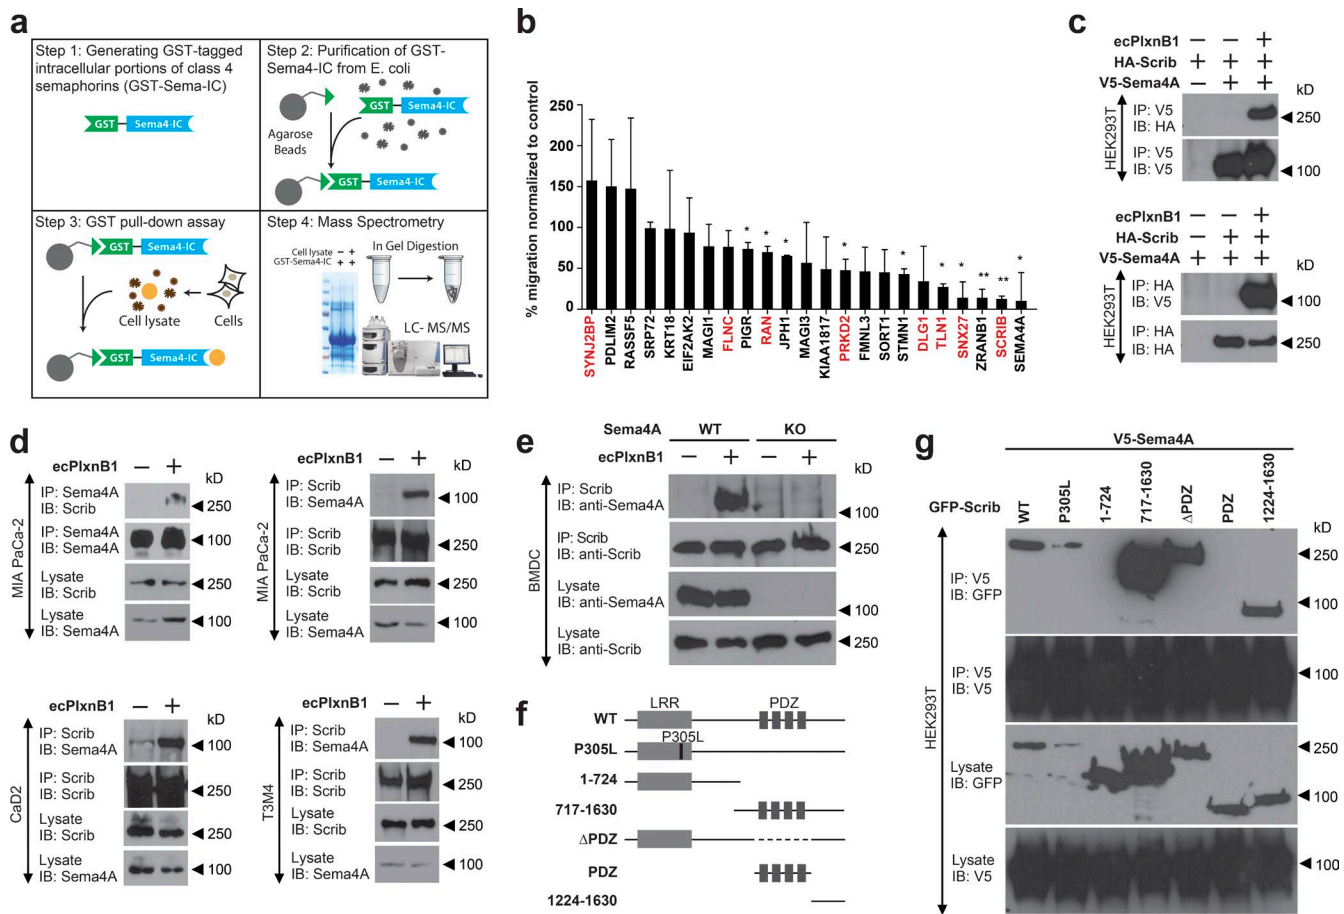 a
Step 1: Generating GST-tagged
intracellular portions of class 4
semaphorins (GST-Sema-IC)
GST
Sema4-IC
Step 2: Purification of GST-
Sema4-IC from E. coli
GST
Sema4-IC
Agarose
Beads
GST
Sema4-IC
Step 3: GST pull-down assay
GST
Sema4-IC
Cell lysate
Cells
GST
Sema4-IC
Step 4: Mass Spectrometry
In Gel Digestion
Cell lysate − +
GST-Sema4-IC + +
LC- MS/MS
b
% migration normalized to control
250
200
150
100
50
0
* * * * * * * ** ** *
SYNJ2BP
PDLIM2
RASSF5
SRP72
KRT18
EIF2AK2
MAGI1
FLNC
PIGR
RAN
JPH1
MAGI3
KIAA1817
PRKD2
FMNL3
SORT1
STMN1
DLG1
TLN1
SNX27
ZRANB1
SCRIB
SEMA4A
c
ecPlxnB1 − − +
HA-Scrib + + +
V5-Sema4A − + +
kD
HEK293T
IP: V5
IB: HA
250
IP: V5
IB: V5
100
ecPlxnB1 − − +
HA-Scrib − + +
V5-Sema4A + + +
kD
HEK293T
IP: HA
IB: V5
100
IP: HA
IB: HA
250
d
ecPlxnB1 − +
kD
MIA PaCa-2
IP: Sema4A
IB: Scrib
250
IP: Sema4A
IB: Sema4A
100
Lysate
IB: Scrib
250
Lysate
IB: Sema4A
100
ecPlxnB1 − +
kD
MIA PaCa-2
IP: Scrib
IB: Sema4A
100
IP: Scrib
IB: Scrib
250
Lysate
IB: Scrib
250
Lysate
IB: Sema4A
100
ecPlxnB1 − +
kD
CaD2
IP: Scrib
IB: Sema4A
100
IP: Scrib
IB: Scrib
250
Lysate
IB: Scrib
250
Lysate
IB: Sema4A
100
ecPlxnB1 − +
kD
T3M4
IP: Scrib
IB: Sema4A
100
IP: Scrib
IB: Scrib
250
Lysate
IB: Scrib
250
Lysate
IB: Sema4A
100
e
Sema4A WT KO
ecPlxnB1 − + − +
kD
BMDC
IP: Scrib
IB: anti-Sema4A
100
IP: Scrib
IB: anti-Scrib
250
Lysate
IB: anti-Sema4A
100
Lysate
IB: anti-Scrib
250
f
LRR PDZ
WT
P305L
P305L
1-724
717-1630
ΔPDZ
PDZ
1224-1630
g
V5-Sema4A
GFP-Scrib
WT
P305L
1-724
717-1630
ΔPDZ
PDZ
1224-1630
kD
HEK293T
IP: V5
IB: GFP
250
100
IP: V5
IB: V5
100
Lysate
IB: GFP
250
100
Lysate
IB: V5
100